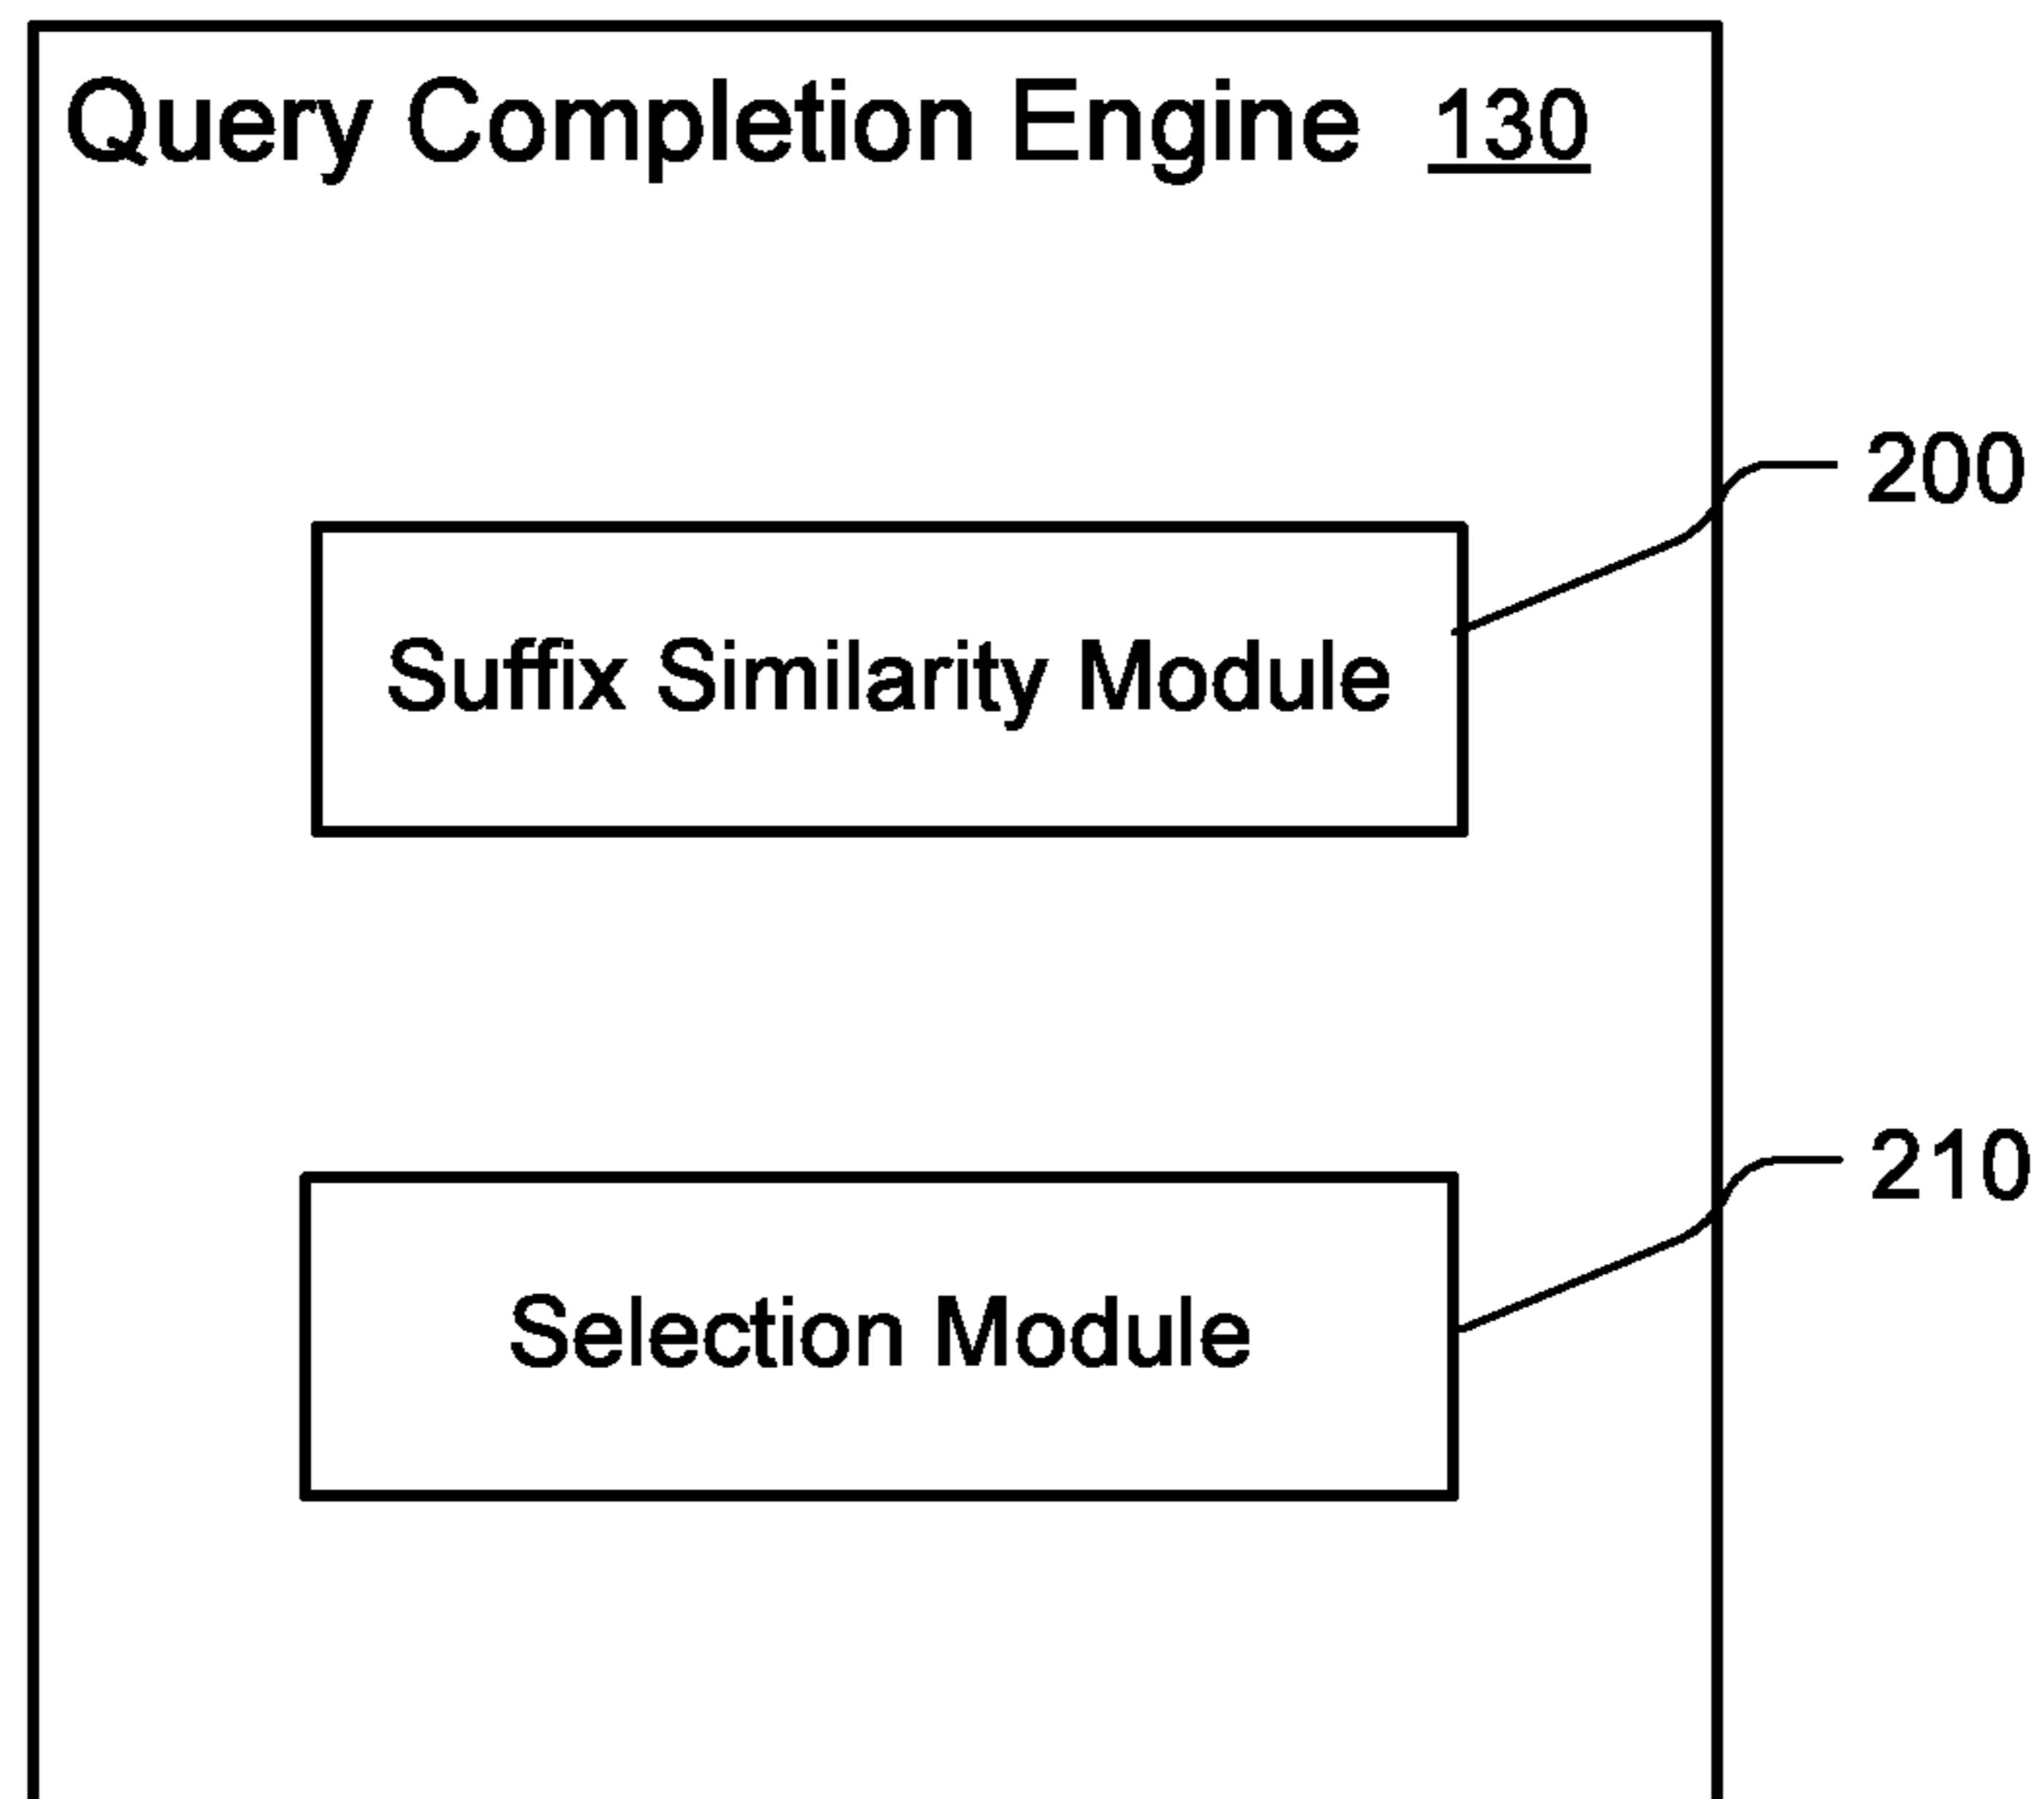 Query Completion Engine 130
200
Suffix Similarity Module
210
Selection Module